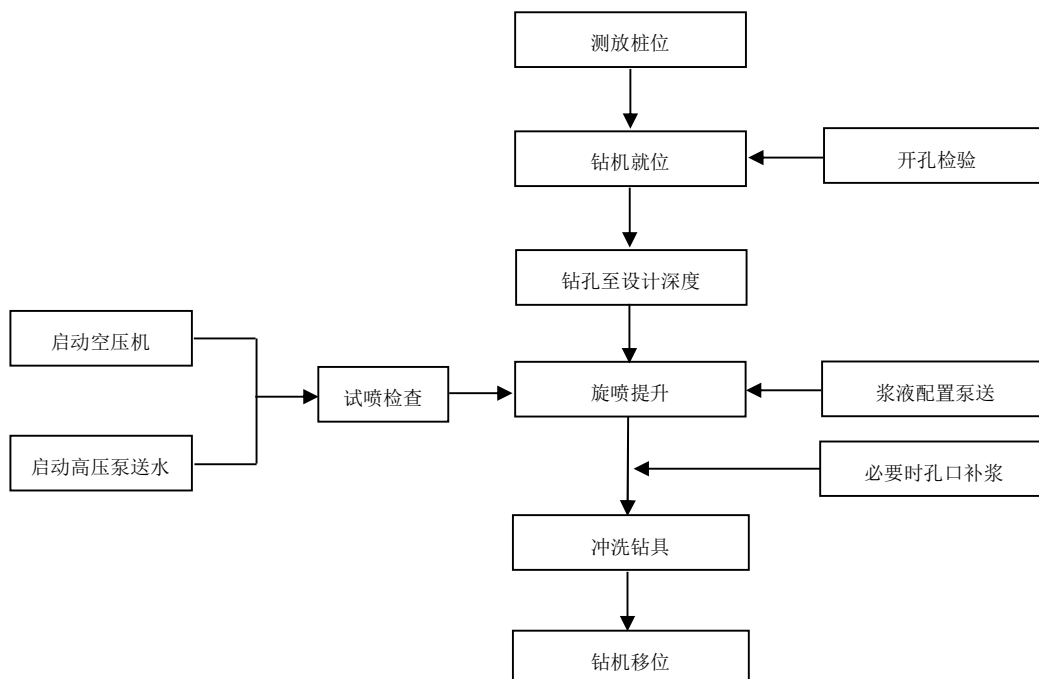 测放桩位
钻机就位
开孔检验
钻孔至设计深度
启动空压机
试喷检查
旋喷提升
浆液配置泵送
启动高压泵送水
必要时孔口补浆
冲洗钻具
钻机移位